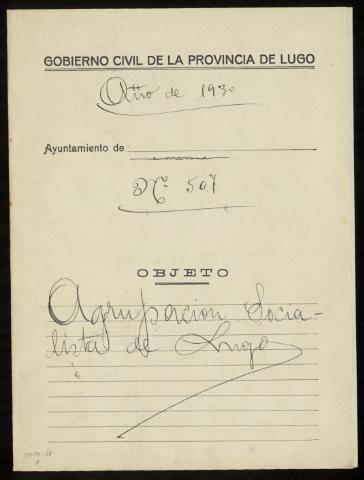 GOBIERNO CIVIL DE LA PROVINCIA DE LUGO
Año de 1930
Ayuntamiento de
Nº. 507
OBJETO
Agrupacion Socia-
lista de Lugo